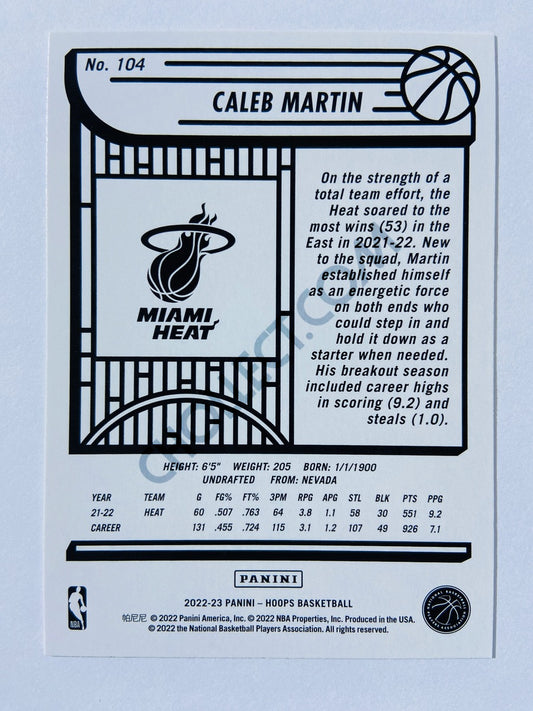 No. 104
CALEB MARTIN
On the strength of a
total team effort, the
Heat soared to the
most wins (53) in the
East in 2021-22. New
to the squad, Martin
established himself
as an energetic force
on both ends who
could step in and
hold it down as a
starter when needed.
His breakout season
included career highs
in scoring (9.2) and
steals (1.0).
MIAMI
HEAT
HEIGHT: 6'5" WEIGHT: 205 BORN: 1/1/1900
UNDRAFTED FROM: NEVADA
YEAR TEAM G FG% FT% 3PM RPG APG STL BLK PTS PPG
21-22 HEAT 60 .507 .763 64 3.8 1.1 58 30 551 9.2
CAREER 131 .455 .724 115 3.1 1.2 107 49 926 7.1
PANINI
2022-23 PANINI – HOOPS BASKETBALL
帕尼尼 © 2022 Panini America, Inc. © 2022 NBA Properties, Inc. Produced in the USA.
© 2022 the National Basketball Players Association. All rights reserved.
NBA
NATIONAL BASKETBALL PLAYERS ASSOCIATION